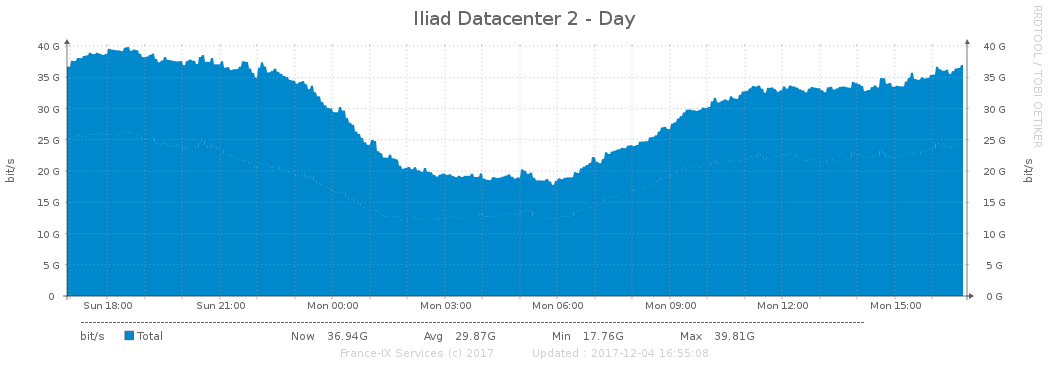 Iliad Datacenter 2 - Day
RRDTOOL / TOBI OETIKER
40 G 40 G
35 G 35 G
30 G 30 G
25 G 25 G
20 G 20 G
15 G 15 G
10 G 10 G
5 G 5 G
0 0 G
bit/s bit/s
Sun 18:00 Sun 21:00 Mon 00:00 Mon 03:00 Mon 06:00 Mon 09:00 Mon 12:00 Mon 15:00
bit/s Total Now 36.94G Avg 29.87G Min 17.76G Max 39.81G
France-IX Services (c) 2017 Updated : 2017-12-04 16:55:08